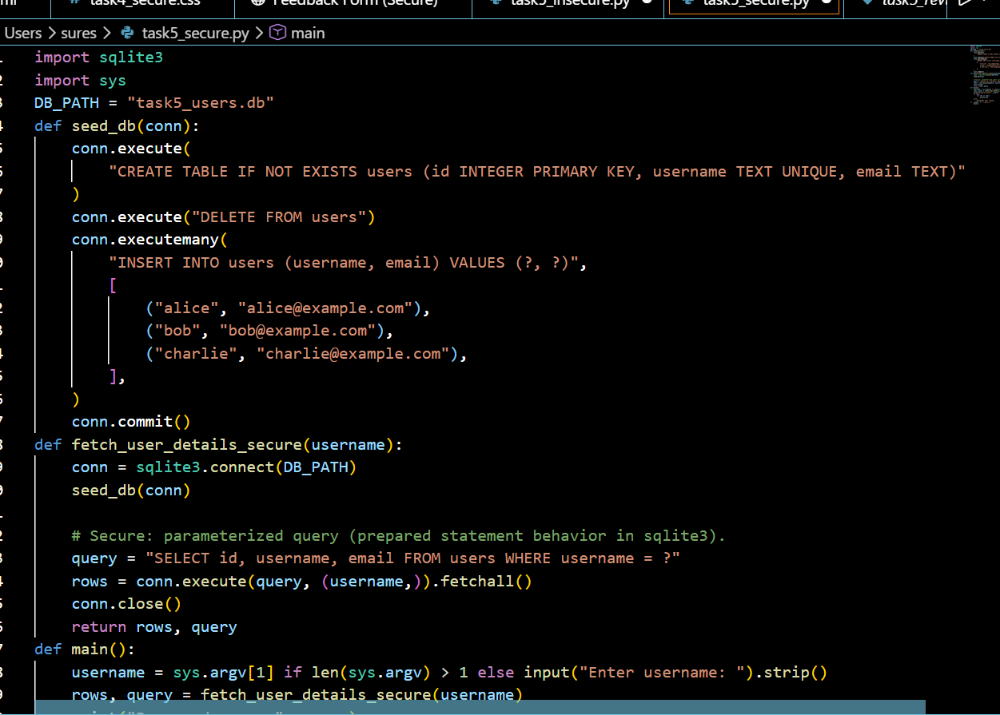 task4_secure.css Feedback Form (Secure) task5_insecure.py task5_secure.py
Users > sures > task5_secure.py > main
import sqlite3
import sys
DB_PATH = "task5_users.db"
def seed_db(conn):
    conn.execute(
        "CREATE TABLE IF NOT EXISTS users (id INTEGER PRIMARY KEY, username TEXT UNIQUE, email TEXT)"
    )
    conn.execute("DELETE FROM users")
    conn.executemany(
        "INSERT INTO users (username, email) VALUES (?, ?)",
        [
            ("alice", "alice@example.com"),
            ("bob", "bob@example.com"),
            ("charlie", "charlie@example.com"),
        ],
    )
    conn.commit()
def fetch_user_details_secure(username):
    conn = sqlite3.connect(DB_PATH)
    seed_db(conn)
    # Secure: parameterized query (prepared statement behavior in sqlite3).
    query = "SELECT id, username, email FROM users WHERE username = ?"
    rows = conn.execute(query, (username,)).fetchall()
    conn.close()
    return rows, query
def main():
    username = sys.argv[1] if len(sys.argv) > 1 else input("Enter username: ").strip()
    rows, query = fetch_user_details_secure(username)